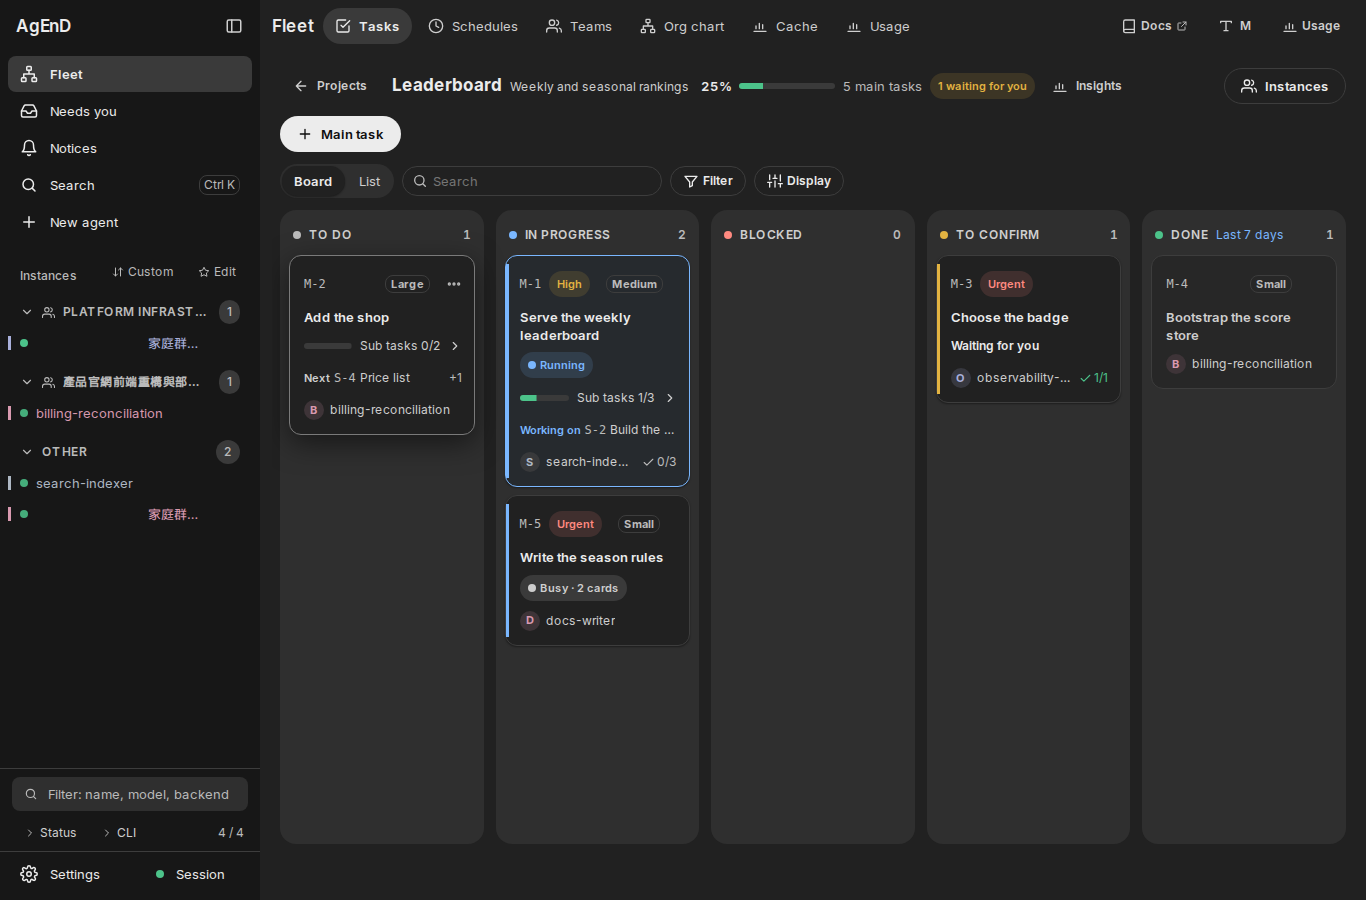 AgEnD
Fleet
Needs you
Notices
Search Ctrl K
New agent
Instances Custom Edit
PLATFORM INFRAST... 1
家庭群...
產品官網前端重構與部... 1
billing-reconciliation
OTHER 2
search-indexer
家庭群...
Filter: name, model, backend
Status CLI 4 / 4
Settings Session
Fleet Tasks Schedules Teams Org chart Cache Usage Docs M Usage
Projects Leaderboard Weekly and seasonal rankings 25% 5 main tasks 1 waiting for you Insights Instances
Main task
Board List Search Filter Display
TO DO 1
M-2 Large
Add the shop
Sub tasks 0/2
Next S-4 Price list +1
B billing-reconciliation
IN PROGRESS 2
M-1 High Medium
Serve the weekly
leaderboard
Running
Sub tasks 1/3
Working on S-2 Build the ...
S search-inde... 0/3
M-5 Urgent Small
Write the season rules
Busy · 2 cards
D docs-writer
BLOCKED 0
TO CONFIRM 1
M-3 Urgent
Choose the badge
Waiting for you
O observability-... 1/1
DONE Last 7 days 1
M-4 Small
Bootstrap the score
store
B billing-reconciliation